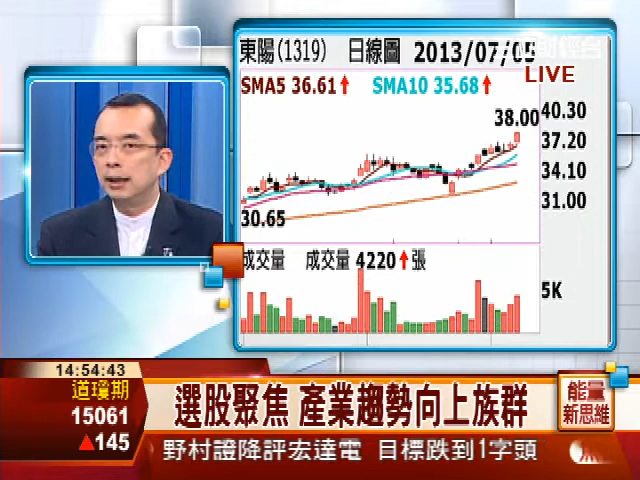 財經台
東陽(1319) 日線圖 2013/07/05
LIVE
SMA5 36.61↑ SMA10 35.68↑
40.30
38.00
37.20
34.10
31.00
30.65
成交量 成交量 4220↑張
5K
14:54:43
道瓊期
15061
▲145
選股聚焦 產業趨勢向上族群
能量
新思維
野村證降評宏達電 目標跌到1字頭